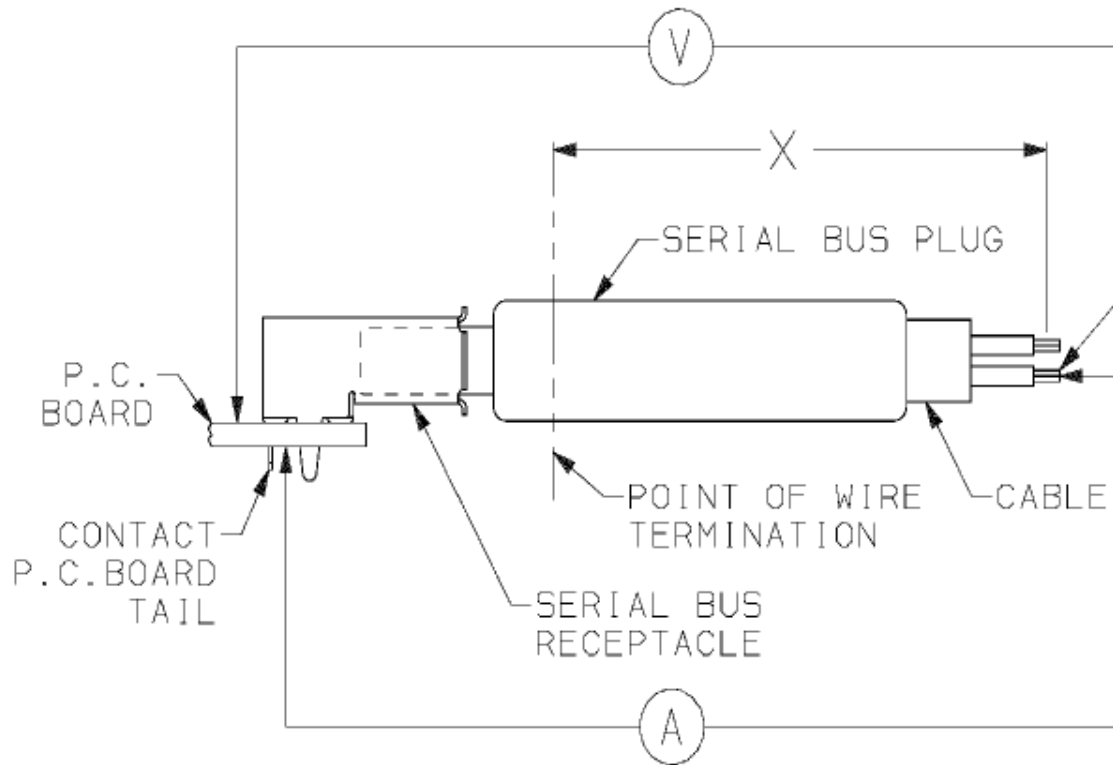 V
X
SERIAL BUS PLUG
P.C.
BOARD
POINT OF WIRE
TERMINATION
CABLE
CONTACT
P.C.BOARD
TAIL
SERIAL BUS
RECEPTACLE
A